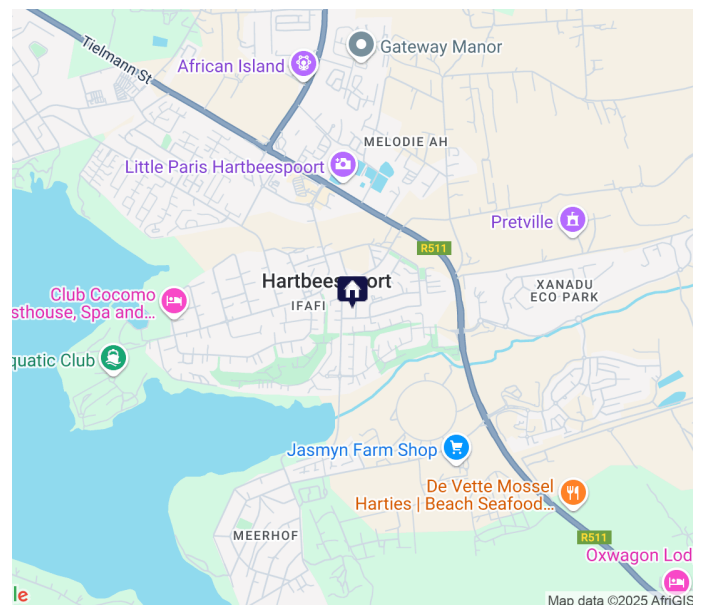 Tielmann St
Gateway Manor
African Island
MELODIE AH
Little Paris Hartbeespoort
Pretville
R511
Hartbeespoort
XANADU
ECO PARK
Club Cocomo
sthouse, Spa and...
IFAFI
quatic Club
Jasmyn Farm Shop
De Vette Mossel
Harties | Beach Seafood...
MEERHOF
R511
Oxwagon Lod
le
Map data ©2025 AfriGIS